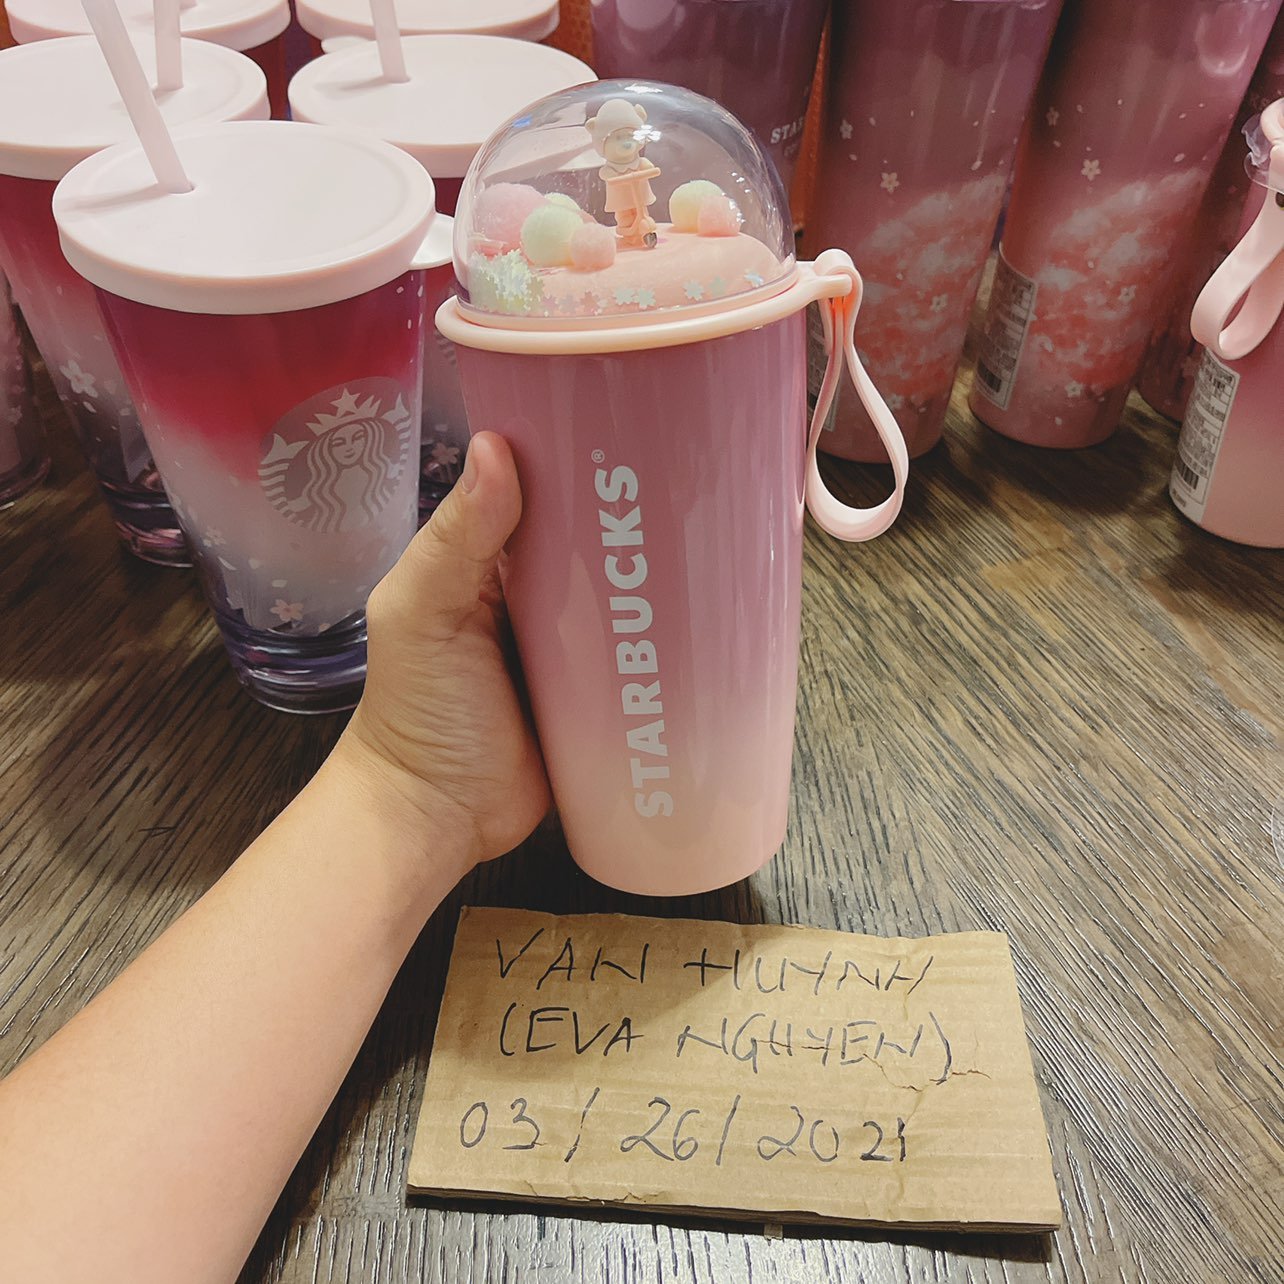 STARBUCKS®
VAN HUYNH
(EVA NGUYEN)
03/26/2021